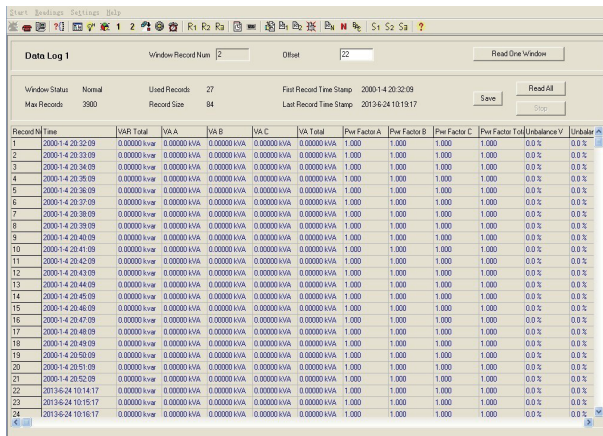 Start Readings Settings Help
1 2 R1 R2 R3 S1 S2 S3 ?
Data Log 1 Window Record Num 2 Offset 22 Read One Window
Window Status Normal Used Records 27 First Record Time Stamp 2000-1-4 20:32:09 Save Read All
Max Records 3900 Record Size 84 Last Record Time Stamp 2013-6-24 10:19:17 Stop
Record N Time VAR Total VA A VA B VA C VA Total Pwr Factor A Pwr Factor B Pwr Factor C Pwr Factor Tota Unbalance V Unbalar
1 2000-1-4 20:32:09 0.00000 kvar 0.00000 kVA 0.00000 kVA 0.00000 kVA 0.00000 kVA 1.000 1.000 1.000 1.000 0.0 % 0.0 %
2 2000-1-4 20:33:09 0.00000 kvar 0.00000 kVA 0.00000 kVA 0.00000 kVA 0.00000 kVA 1.000 1.000 1.000 1.000 0.0 % 0.0 %
3 2000-1-4 20:34:09 0.00000 kvar 0.00000 kVA 0.00000 kVA 0.00000 kVA 0.00000 kVA 1.000 1.000 1.000 1.000 0.0 % 0.0 %
4 2000-1-4 20:35:09 0.00000 kvar 0.00000 kVA 0.00000 kVA 0.00000 kVA 0.00000 kVA 1.000 1.000 1.000 1.000 0.0 % 0.0 %
5 2000-1-4 20:36:09 0.00000 kvar 0.00000 kVA 0.00000 kVA 0.00000 kVA 0.00000 kVA 1.000 1.000 1.000 1.000 0.0 % 0.0 %
6 2000-1-4 20:37:09 0.00000 kvar 0.00000 kVA 0.00000 kVA 0.00000 kVA 0.00000 kVA 1.000 1.000 1.000 1.000 0.0 % 0.0 %
7 2000-1-4 20:38:09 0.00000 kvar 0.00000 kVA 0.00000 kVA 0.00000 kVA 0.00000 kVA 1.000 1.000 1.000 1.000 0.0 % 0.0 %
8 2000-1-4 20:39:09 0.00000 kvar 0.00000 kVA 0.00000 kVA 0.00000 kVA 0.00000 kVA 1.000 1.000 1.000 1.000 0.0 % 0.0 %
9 2000-1-4 20:40:09 0.00000 kvar 0.00000 kVA 0.00000 kVA 0.00000 kVA 0.00000 kVA 1.000 1.000 1.000 1.000 0.0 % 0.0 %
10 2000-1-4 20:41:09 0.00000 kvar 0.00000 kVA 0.00000 kVA 0.00000 kVA 0.00000 kVA 1.000 1.000 1.000 1.000 0.0 % 0.0 %
11 2000-1-4 20:42:09 0.00000 kvar 0.00000 kVA 0.00000 kVA 0.00000 kVA 0.00000 kVA 1.000 1.000 1.000 1.000 0.0 % 0.0 %
12 2000-1-4 20:43:09 0.00000 kvar 0.00000 kVA 0.00000 kVA 0.00000 kVA 0.00000 kVA 1.000 1.000 1.000 1.000 0.0 % 0.0 %
13 2000-1-4 20:44:09 0.00000 kvar 0.00000 kVA 0.00000 kVA 0.00000 kVA 0.00000 kVA 1.000 1.000 1.000 1.000 0.0 % 0.0 %
14 2000-1-4 20:45:09 0.00000 kvar 0.00000 kVA 0.00000 kVA 0.00000 kVA 0.00000 kVA 1.000 1.000 1.000 1.000 0.0 % 0.0 %
15 2000-1-4 20:46:09 0.00000 kvar 0.00000 kVA 0.00000 kVA 0.00000 kVA 0.00000 kVA 1.000 1.000 1.000 1.000 0.0 % 0.0 %
16 2000-1-4 20:47:09 0.00000 kvar 0.00000 kVA 0.00000 kVA 0.00000 kVA 0.00000 kVA 1.000 1.000 1.000 1.000 0.0 % 0.0 %
17 2000-1-4 20:48:09 0.00000 kvar 0.00000 kVA 0.00000 kVA 0.00000 kVA 0.00000 kVA 1.000 1.000 1.000 1.000 0.0 % 0.0 %
18 2000-1-4 20:49:09 0.00000 kvar 0.00000 kVA 0.00000 kVA 0.00000 kVA 0.00000 kVA 1.000 1.000 1.000 1.000 0.0 % 0.0 %
19 2000-1-4 20:50:09 0.00000 kvar 0.00000 kVA 0.00000 kVA 0.00000 kVA 0.00000 kVA 1.000 1.000 1.000 1.000 0.0 % 0.0 %
20 2000-1-4 20:51:09 0.00000 kvar 0.00000 kVA 0.00000 kVA 0.00000 kVA 0.00000 kVA 1.000 1.000 1.000 1.000 0.0 % 0.0 %
21 2000-1-4 20:52:09 0.00000 kvar 0.00000 kVA 0.00000 kVA 0.00000 kVA 0.00000 kVA 1.000 1.000 1.000 1.000 0.0 % 0.0 %
22 2013-6-24 10:14:17 0.00000 kvar 0.00000 kVA 0.00000 kVA 0.00000 kVA 0.00000 kVA 1.000 1.000 1.000 1.000 0.0 % 0.0 %
23 2013-6-24 10:15:17 0.00000 kvar 0.00000 kVA 0.00000 kVA 0.00000 kVA 0.00000 kVA 1.000 1.000 1.000 1.000 0.0 % 0.0 %
24 2013-6-24 10:16:17 0.00000 kvar 0.00000 kVA 0.00000 kVA 0.00000 kVA 0.00000 kVA 1.000 1.000 1.000 1.000 0.0 % 0.0 %